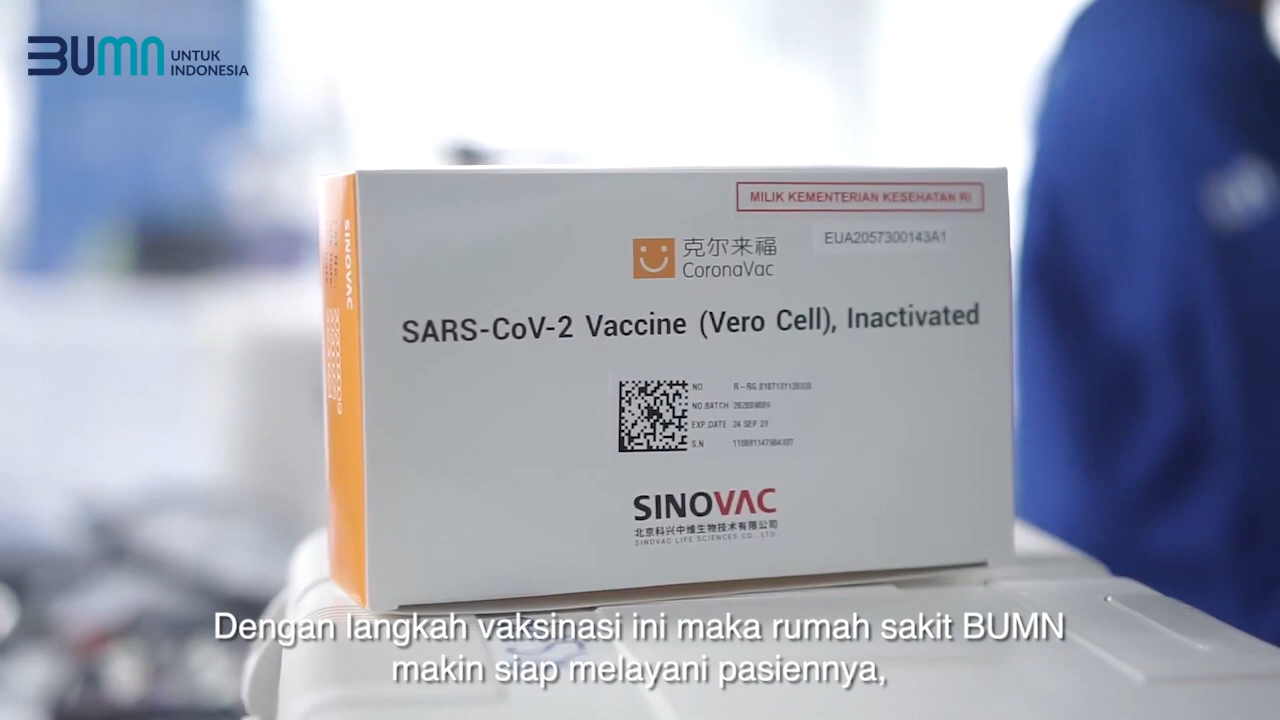 BUMN UNTUK INDONESIA
MILIK KEMENTERIAN KESEHATAN RI
克尔来福
CoronaVac
EUA2057300143A1
SARS-CoV-2 Vaccine (Vero Cell), Inactivated
NO
NO.BATCH
EXP.DATE 24 SEP
S.N
SINOVAC
SINOVAC
北京科兴中维生物技术有限公司
SINOVAC LIFE SCIENCES CO., LTD
Dengan langkah vaksinasi ini maka rumah sakit BUMN
makin siap melayani pasiennya,